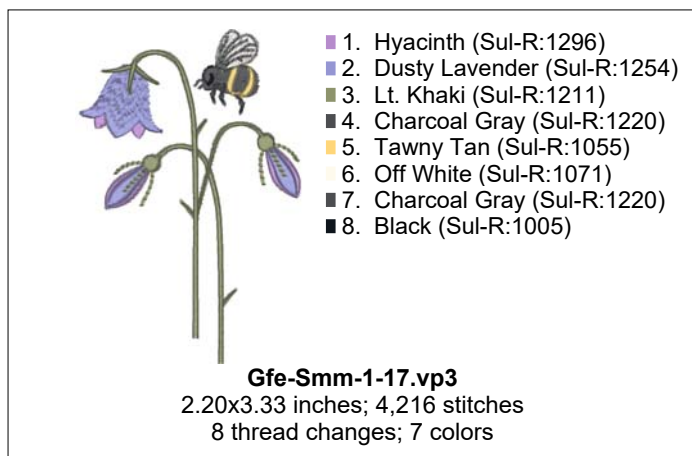 1. Hyacinth (Sul-R:1296)
2. Dusty Lavender (Sul-R:1254)
3. Lt. Khaki (Sul-R:1211)
4. Charcoal Gray (Sul-R:1220)
5. Tawny Tan (Sul-R:1055)
6. Off White (Sul-R:1071)
7. Charcoal Gray (Sul-R:1220)
8. Black (Sul-R:1005)
Gfe-Smm-1-17.vp3
2.20x3.33 inches; 4,216 stitches
8 thread changes; 7 colors